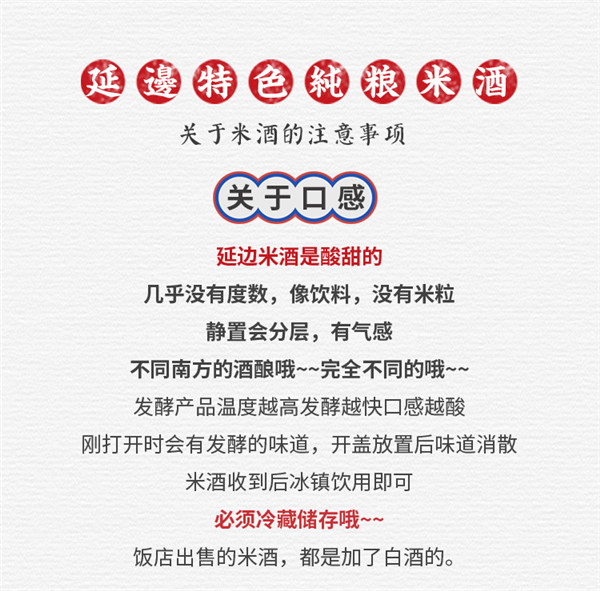 延邊特色純粮米酒
关于米酒的注意事项
关于口感
延边米酒是酸甜的
几乎没有度数，像饮料，没有米粒
静置会分层，有气感
不同南方的酒酿哦~~完全不同的哦~~
发酵产品温度越高发酵越快口感越酸
刚打开时会有发酵的味道，开盖放置后味道消散
米酒收到后冰镇饮用即可
必须冷藏储存哦~~
饭店出售的米酒，都是加了白酒的。